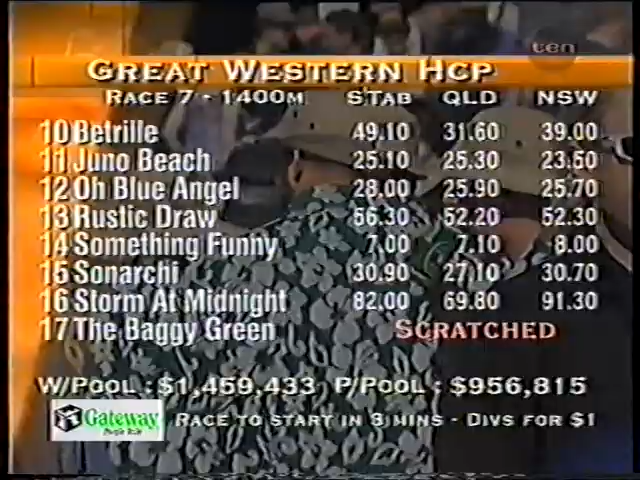 ten
GREAT WESTERN HCP
RACE 7 - 1400M STAB QLD NSW
10 Betrille 49.10 31.60 39.00
11 Juno Beach 25.10 25.30 23.50
12 Oh Blue Angel 28.00 25.90 25.70
13 Rustic Draw 56.30 52.20 52.30
14 Something Funny 7.00 7.10 8.00
15 Sonarchi 30.90 27.10 30.70
16 Storm At Midnight 82.00 69.80 91.30
17 The Baggy Green SCRATCHED
W/POOL : $1,459,433 P/POOL : $956,815
Gateway
RACE TO START IN 3 MINS - DIVS FOR $1